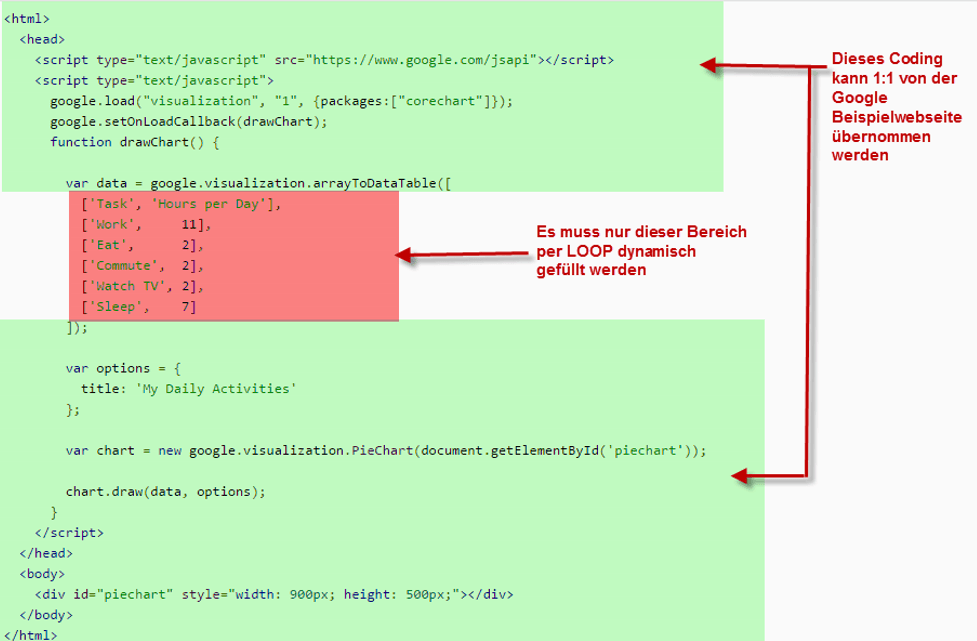 <html>
  <head>
    <script type="text/javascript" src="https://www.google.com/jsapi"></script>
    <script type="text/javascript">
      google.load("visualization", "1", {packages:["corechart"]});
      google.setOnLoadCallback(drawChart);
      function drawChart() {

        var data = google.visualization.arrayToDataTable([
          ['Task', 'Hours per Day'],
          ['Work',     11],
          ['Eat',      2],
          ['Commute',  2],
          ['Watch TV', 2],
          ['Sleep',    7]
        ]);

        var options = {
          title: 'My Daily Activities'
        };

        var chart = new google.visualization.PieChart(document.getElementById('piechart'));

        chart.draw(data, options);
      }
    </script>
  </head>
  <body>
    <div id="piechart" style="width: 900px; height: 500px;"></div>
  </body>
</html>
Dieses Coding
kann 1:1 von der
Google
Beispielwebseite
übernommen
werden
Es muss nur dieser Bereich
per LOOP dynamisch
gefüllt werden